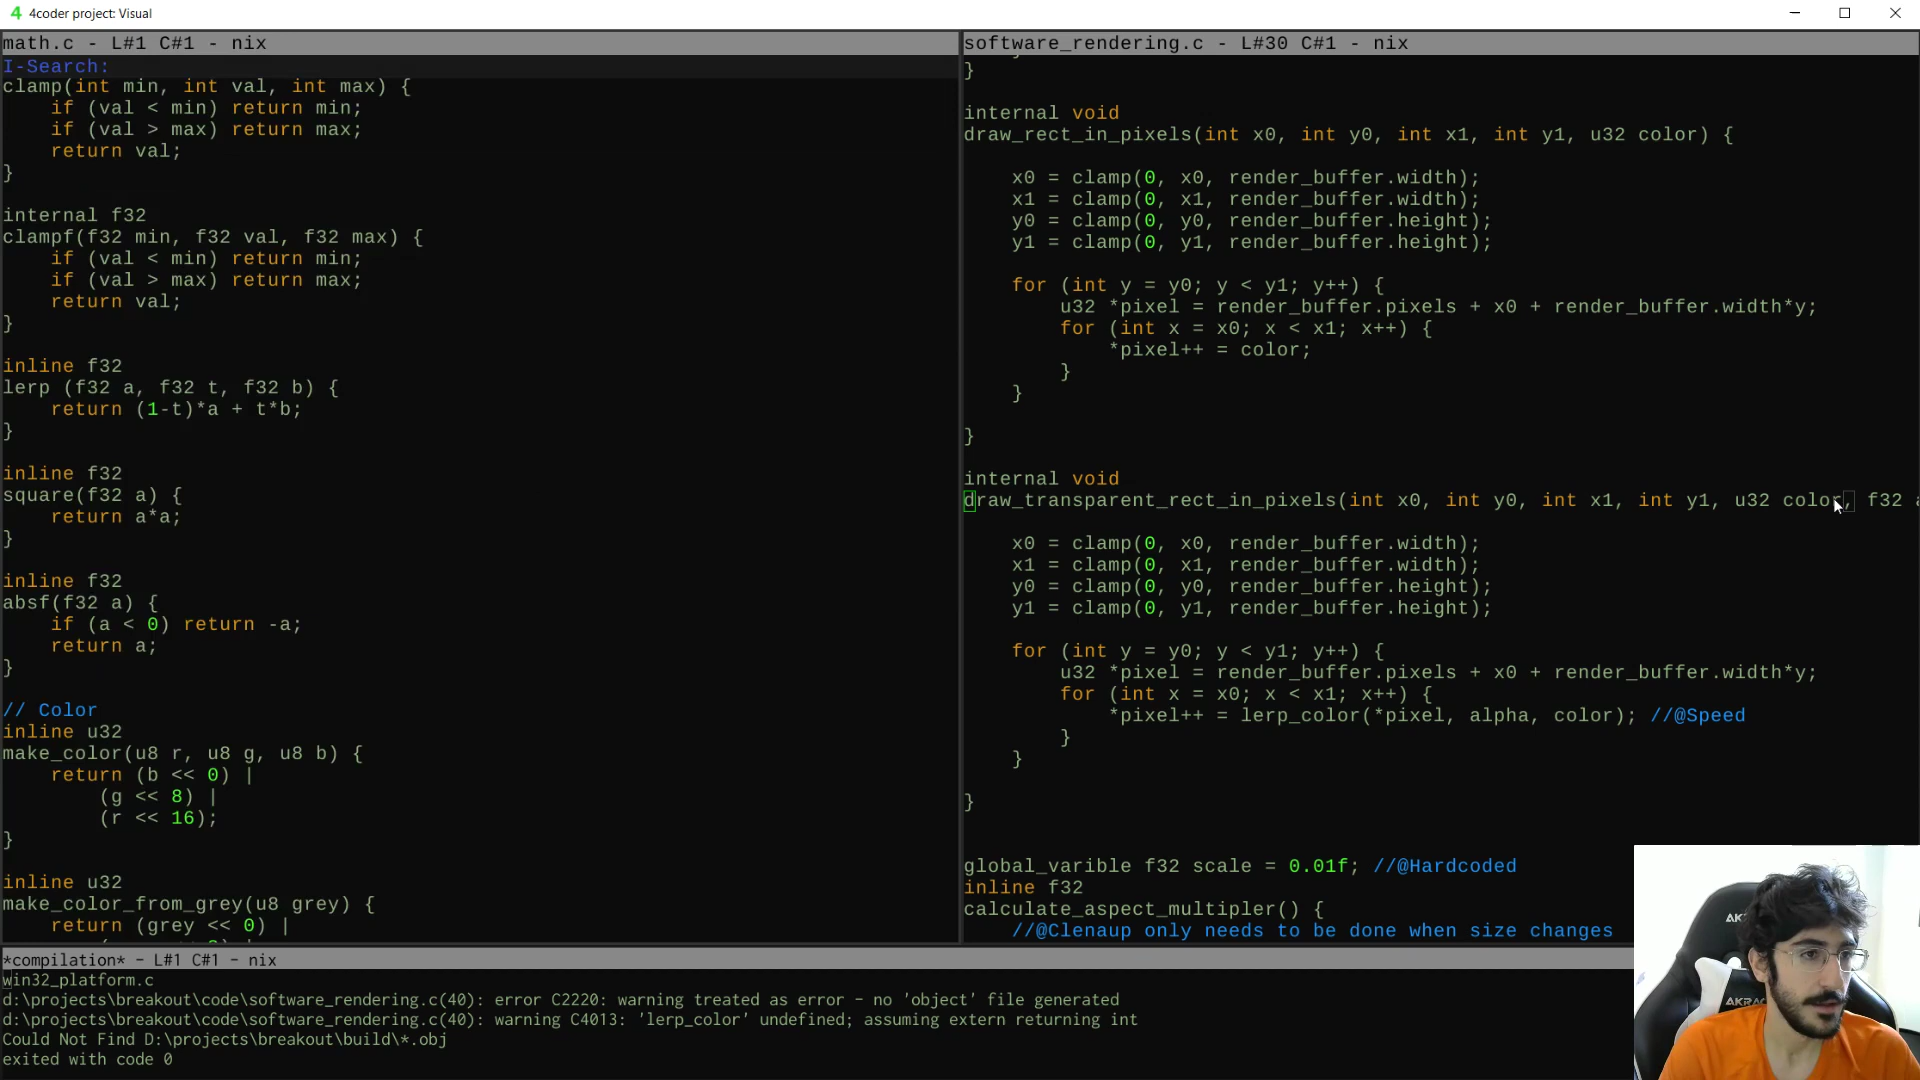 4 4coder project: Visual
math.c - L#1 C#1 - nix
I-Search:
clamp(int min, int val, int max) {
    if (val < min) return min;
    if (val > max) return max;
    return val;
}
internal f32
clampf(f32 min, f32 val, f32 max) {
    if (val < min) return min;
    if (val > max) return max;
    return val;
}
inline f32
lerp (f32 a, f32 t, f32 b) {
    return (1-t)*a + t*b;
}
inline f32
square(f32 a) {
    return a*a;
}
inline f32
absf(f32 a) {
    if (a < 0) return -a;
    return a;
}
// Color
inline u32
make_color(u8 r, u8 g, u8 b) {
    return (b << 0) |
        (g << 8) |
        (r << 16);
}
inline u32
make_color_from_grey(u8 grey) {
    return (grey << 0) |
software_rendering.c - L#30 C#1 - nix
}
internal void
draw_rect_in_pixels(int x0, int y0, int x1, int y1, u32 color) {
    x0 = clamp(0, x0, render_buffer.width);
    x1 = clamp(0, x1, render_buffer.width);
    y0 = clamp(0, y0, render_buffer.height);
    y1 = clamp(0, y1, render_buffer.height);
    for (int y = y0; y < y1; y++) {
        u32 *pixel = render_buffer.pixels + x0 + render_buffer.width*y;
        for (int x = x0; x < x1; x++) {
            *pixel++ = color;
        }
    }
}
internal void
draw_transparent_rect_in_pixels(int x0, int y0, int x1, int y1, u32 color, f32
    x0 = clamp(0, x0, render_buffer.width);
    x1 = clamp(0, x1, render_buffer.width);
    y0 = clamp(0, y0, render_buffer.height);
    y1 = clamp(0, y1, render_buffer.height);
    for (int y = y0; y < y1; y++) {
        u32 *pixel = render_buffer.pixels + x0 + render_buffer.width*y;
        for (int x = x0; x < x1; x++) {
            *pixel++ = lerp_color(*pixel, alpha, color); //@Speed
        }
    }
}
global_varible f32 scale = 0.01f; //@Hardcoded
inline f32
calculate_aspect_multipler() {
    //@Clenaup only needs to be done when size changes
*compilation* - L#1 C#1 - nix
win32_platform.c
d:\projects\breakout\code\software_rendering.c(40): error C2220: warning treated as error - no 'object' file generated
d:\projects\breakout\code\software_rendering.c(40): warning C4013: 'lerp_color' undefined; assuming extern returning int
Could Not Find D:\projects\breakout\build\*.obj
exited with code 0